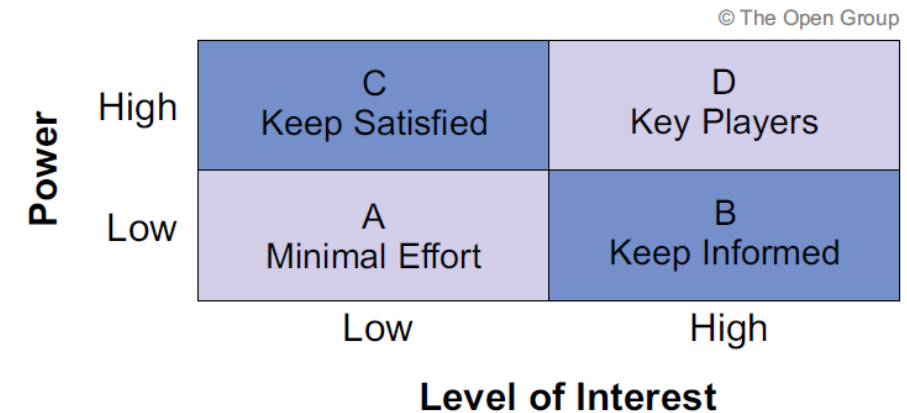 © The Open Group
Power
High
C
Keep Satisfied
D
Key Players
Low
A
Minimal Effort
B
Keep Informed
Low
High
Level of Interest